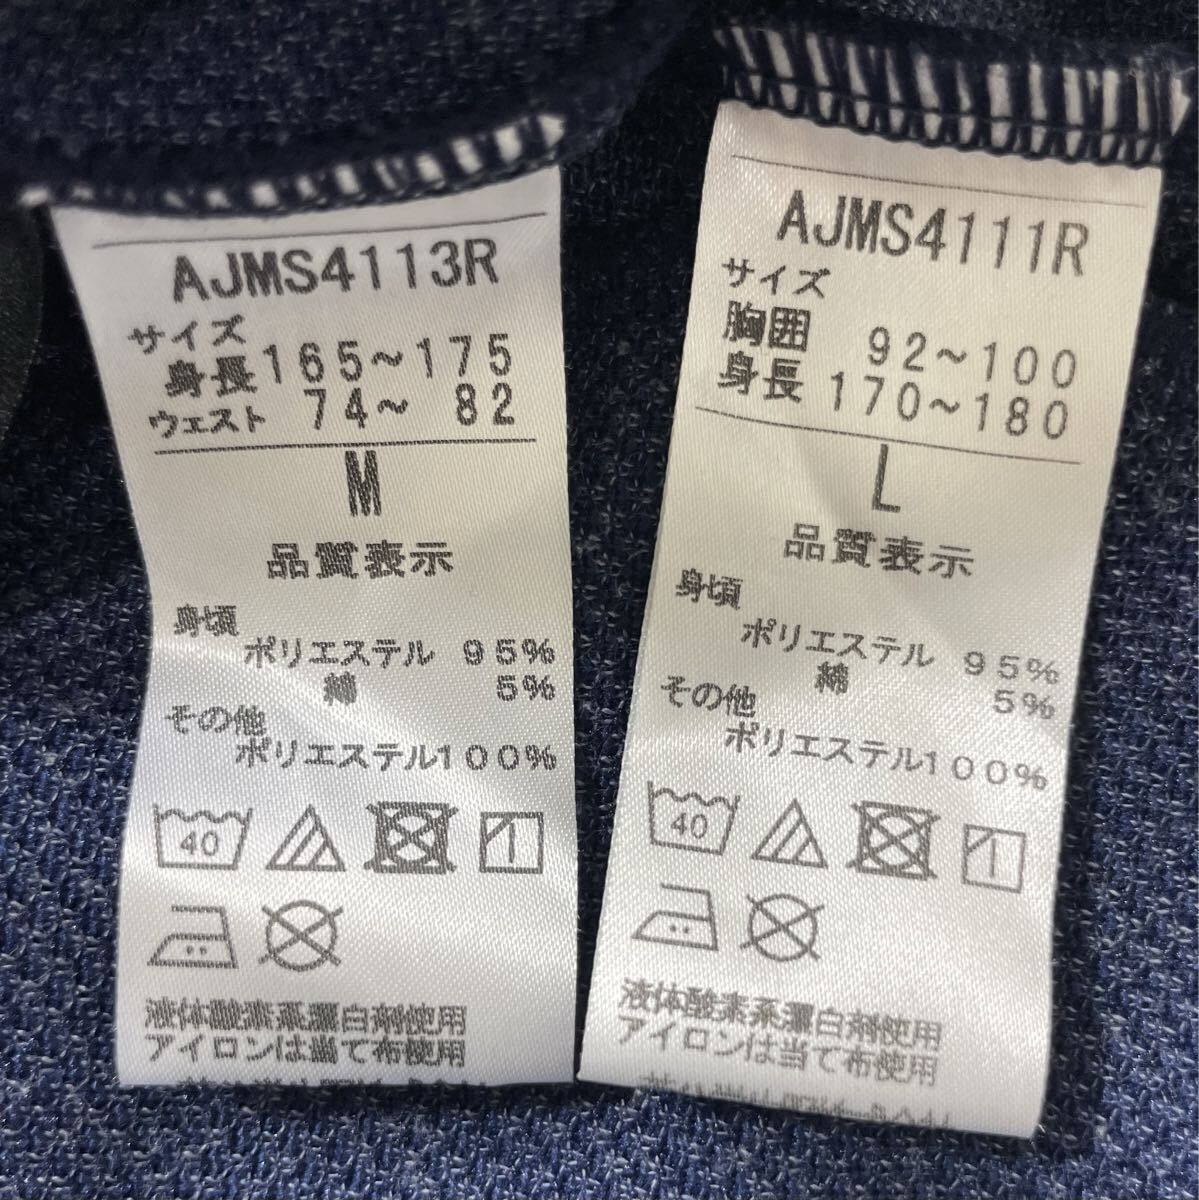 AJMS4113R
サイズ
身長165～175
ウェスト 74～ 82
M
品質表示
身頃
ポリエステル 95%
綿 5%
その他
ポリエステル100%
40
液体酸素系漂白剤使用
アイロンは当て布使用
AJMS4111R
サイズ
胸囲 92～100
身長 170～180
L
品質表示
身頃
ポリエステル 95%
綿 5%
その他
ポリエステル100%
40
液体酸素系漂白剤使用
アイロンは当て布使用